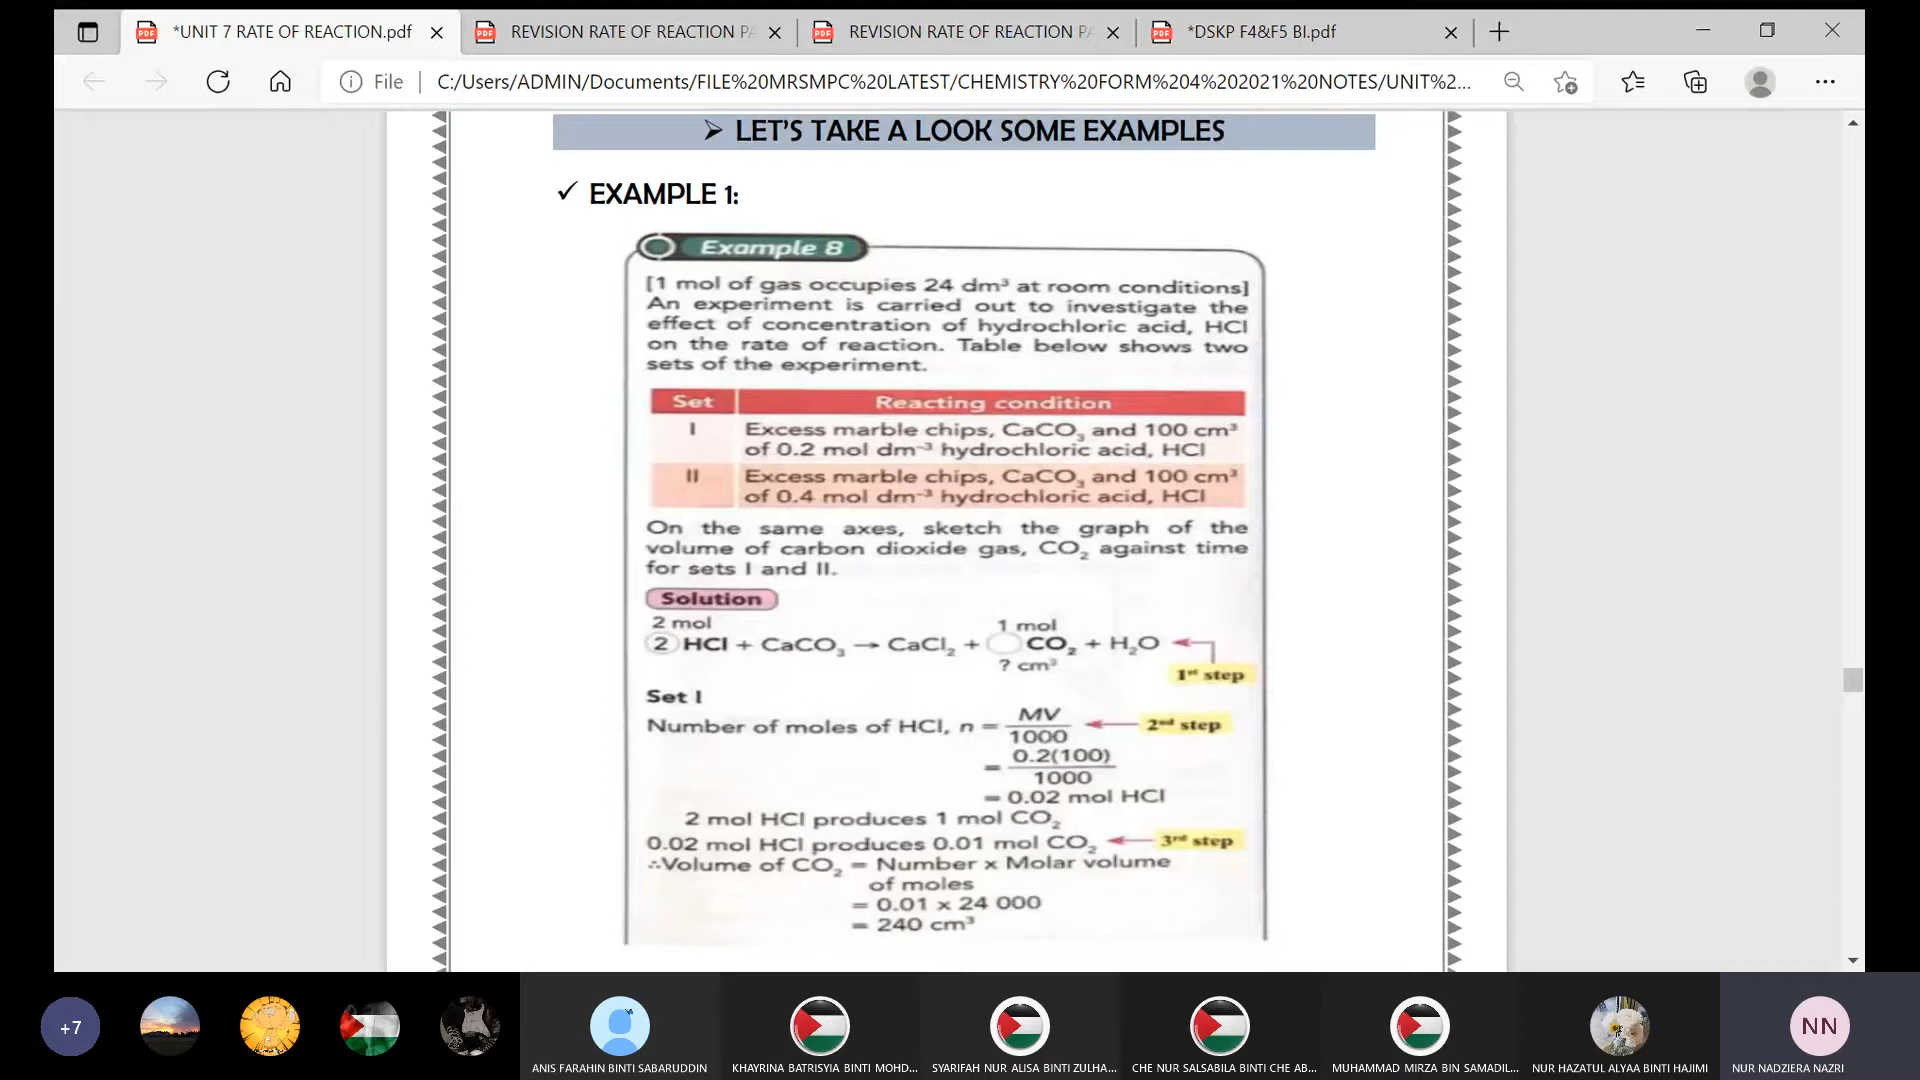 *UNIT 7 RATE OF REACTION.pdf
REVISION RATE OF REACTION PA
REVISION RATE OF REACTION PA
*DSKP F4&F5 BI.pdf
File
C:/Users/ADMIN/Documents/FILE%20MRSMPC%20LATEST/CHEMISTRY%20FORM%204%202021%20NOTES/UNIT%2...
➢ LET'S TAKE A LOOK SOME EXAMPLES
✓ EXAMPLE 1:
Example 8
[1 mol of gas occupies 24 dm³ at room conditions]
An experiment is carried out to investigate the
effect of concentration of hydrochloric acid, HCl
on the rate of reaction. Table below shows two
sets of the experiment.
Set Reacting condition
I Excess marble chips, CaCO₃ and 100 cm³
of 0.2 mol dm⁻³ hydrochloric acid, HCl
II Excess marble chips, CaCO₃ and 100 cm³
of 0.4 mol dm⁻³ hydrochloric acid, HCl
On the same axes, sketch the graph of the
volume of carbon dioxide gas, CO₂ against time
for sets I and II.
Solution
2 mol 1 mol
2 HCl + CaCO₃ → CaCl₂ + CO₂ + H₂O
? cm³
1st step
Set I
Number of moles of HCl, n = MV/1000
2nd step
= 0.2(100)/1000
= 0.02 mol HCl
2 mol HCl produces 1 mol CO₂
0.02 mol HCl produces 0.01 mol CO₂
3rd step
∴Volume of CO₂ = Number x Molar volume
of moles
= 0.01 x 24 000
= 240 cm³
+7
ANIS FARAHIN BINTI SABARUDDIN
KHAYRINA BATRISYIA BINTI MOHD...
SYARIFAH NUR ALISA BINTI ZULHA...
CHE NUR SALSABILA BINTI CHE AB...
MUHAMMAD MIRZA BIN SAMADIL...
NUR HAZATUL ALYAA BINTI HAJIMI
NN
NUR NADZIERA NAZRI